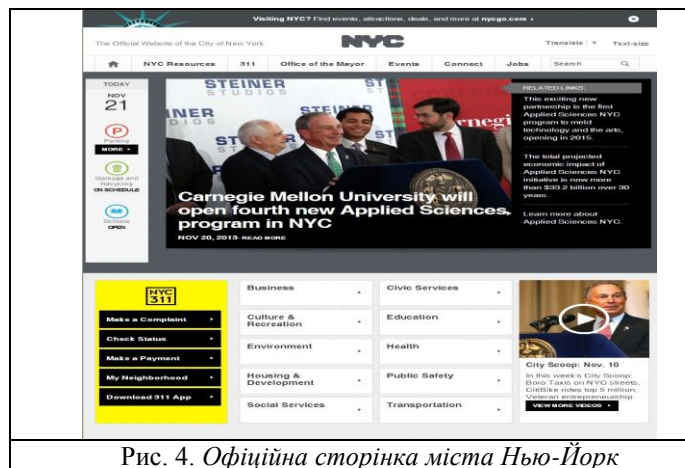 Visiting NYC? Find events, attractions, deals, and more at nycgo.com
The Official Website of the City of New York
NYC
Translate | ▼ Text-size
NYC Resources 311 Office of the Mayor Events Connect Jobs Search
TODAY
NOV
21
P
Parking
MORE
Garbage and
Recycling
ON SCHEDULE
Schools
OPEN
STEINER
STUDIOS
STEINER
Carnegie Mellon University will
open fourth new Applied Sciences
program in NYC
NOV 20, 2013- READ MORE
RELATED LINKS:
This exciting new
partnership is the first
Applied Sciences NYC
program to meld
technology and the arts,
opening in 2015.
The total projected
economic impact of
Applied Sciences NYC
initiative is now more
than $33.2 billion over 30
years.
Learn more about
Applied Sciences NYC.
NYC
311
Make a Complaint
Check Status
Make a Payment
My Neighborhood
Download 311 App
Business
Culture &
Recreation
Environment
Housing &
Development
Social Services
Civic Services
Education
Health
Public Safety
Transportation
City Scoop: Nov. 10
In this week's City Scoop:
Boro Taxis on NYC streets,
CitiBike rides top 5 million,
Veteran entrepreneurship
VIEW MORE VIDEOS
Рис. 4. Офіційна сторінка міста Нью-Йорк